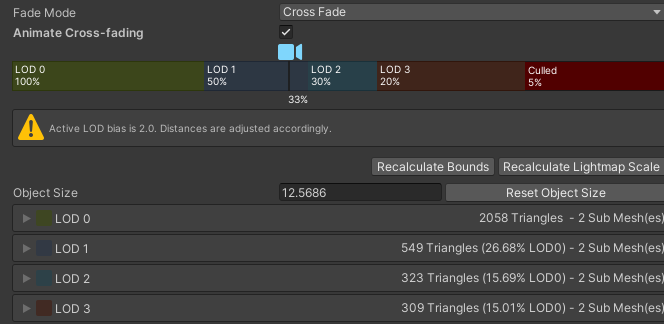 Fade Mode Cross Fade
Animate Cross-fading
LOD 0 LOD 1 LOD 2 LOD 3 Culled
100% 50% 30% 20% 5%
33%
Active LOD bias is 2.0. Distances are adjusted accordingly.
Recalculate Bounds Recalculate Lightmap Scale
Object Size 12.5686 Reset Object Size
LOD 0 2058 Triangles - 2 Sub Mesh(es)
LOD 1 549 Triangles (26.68% LOD0) - 2 Sub Mesh(es)
LOD 2 323 Triangles (15.69% LOD0) - 2 Sub Mesh(es)
LOD 3 309 Triangles (15.01% LOD0) - 2 Sub Mesh(es)